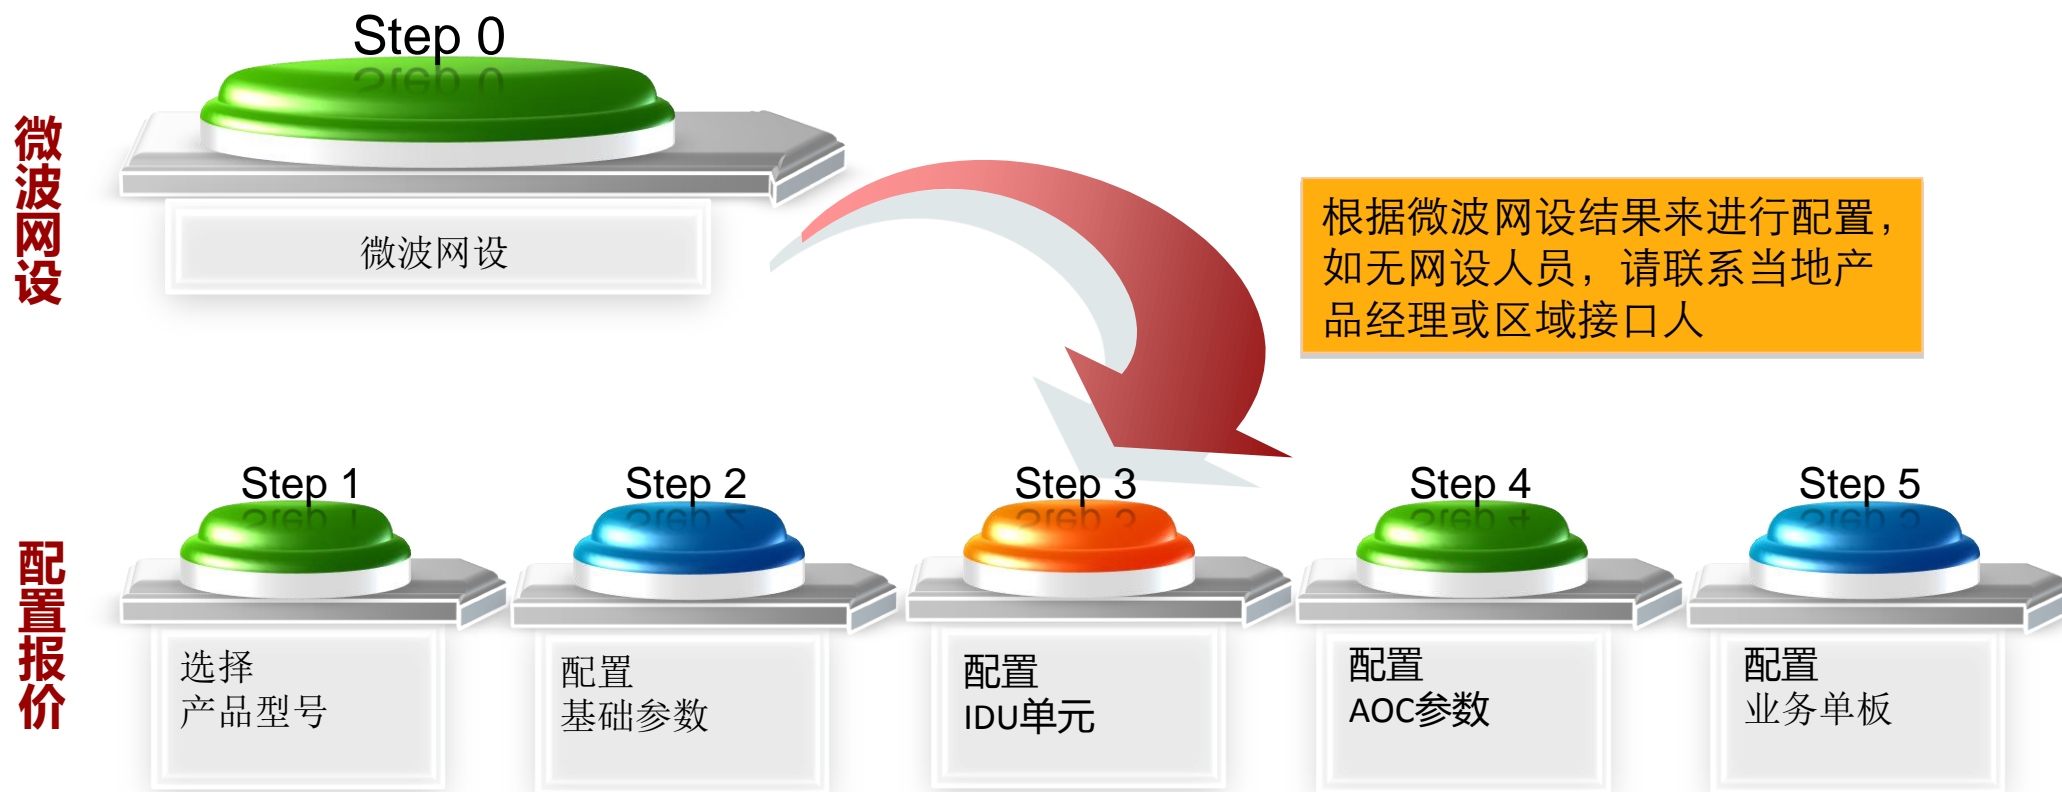 Step 0
微波网设
微波网设
根据微波网设结果来进行配置，
如无网设人员，请联系当地产
品经理或区域接口人
配置报价
Step 1
选择
产品型号
Step 2
配置
基础参数
Step 3
配置
IDU单元
Step 4
配置
AOC参数
Step 5
配置
业务单板